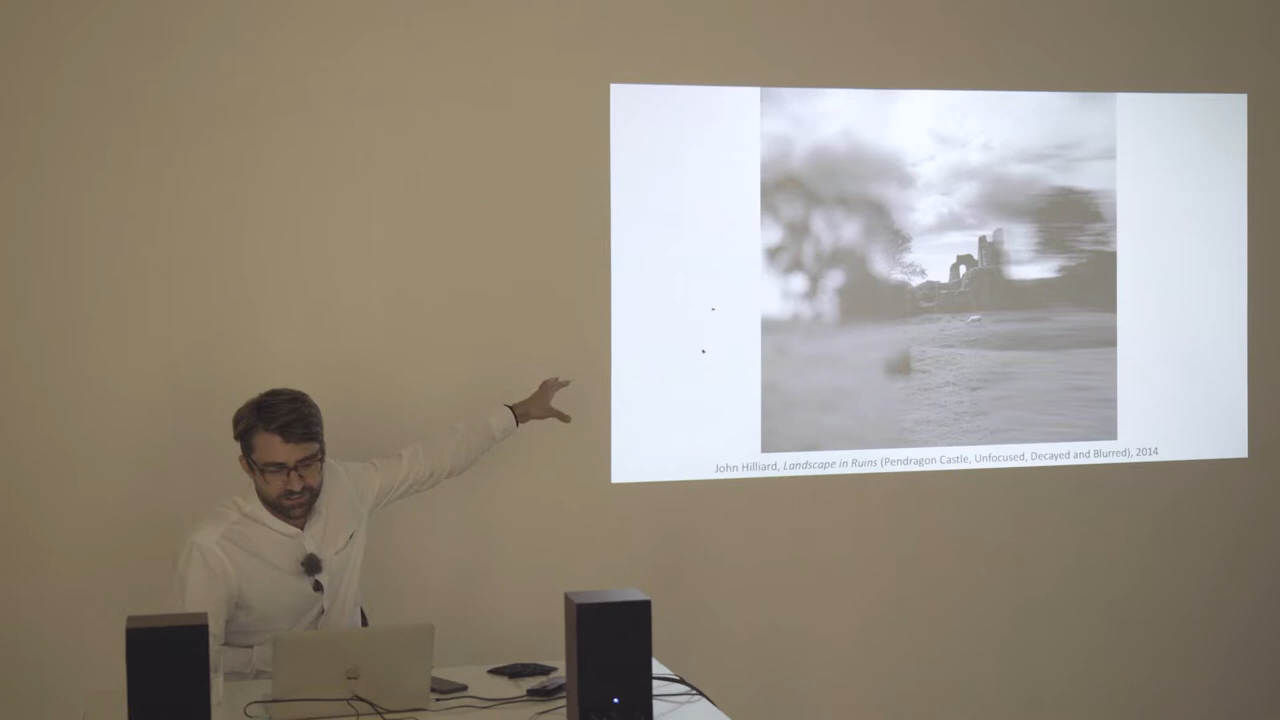 John Hilliard, Landscape in Ruins (Pendragon Castle, Unfocused, Decayed and Blurred), 2014